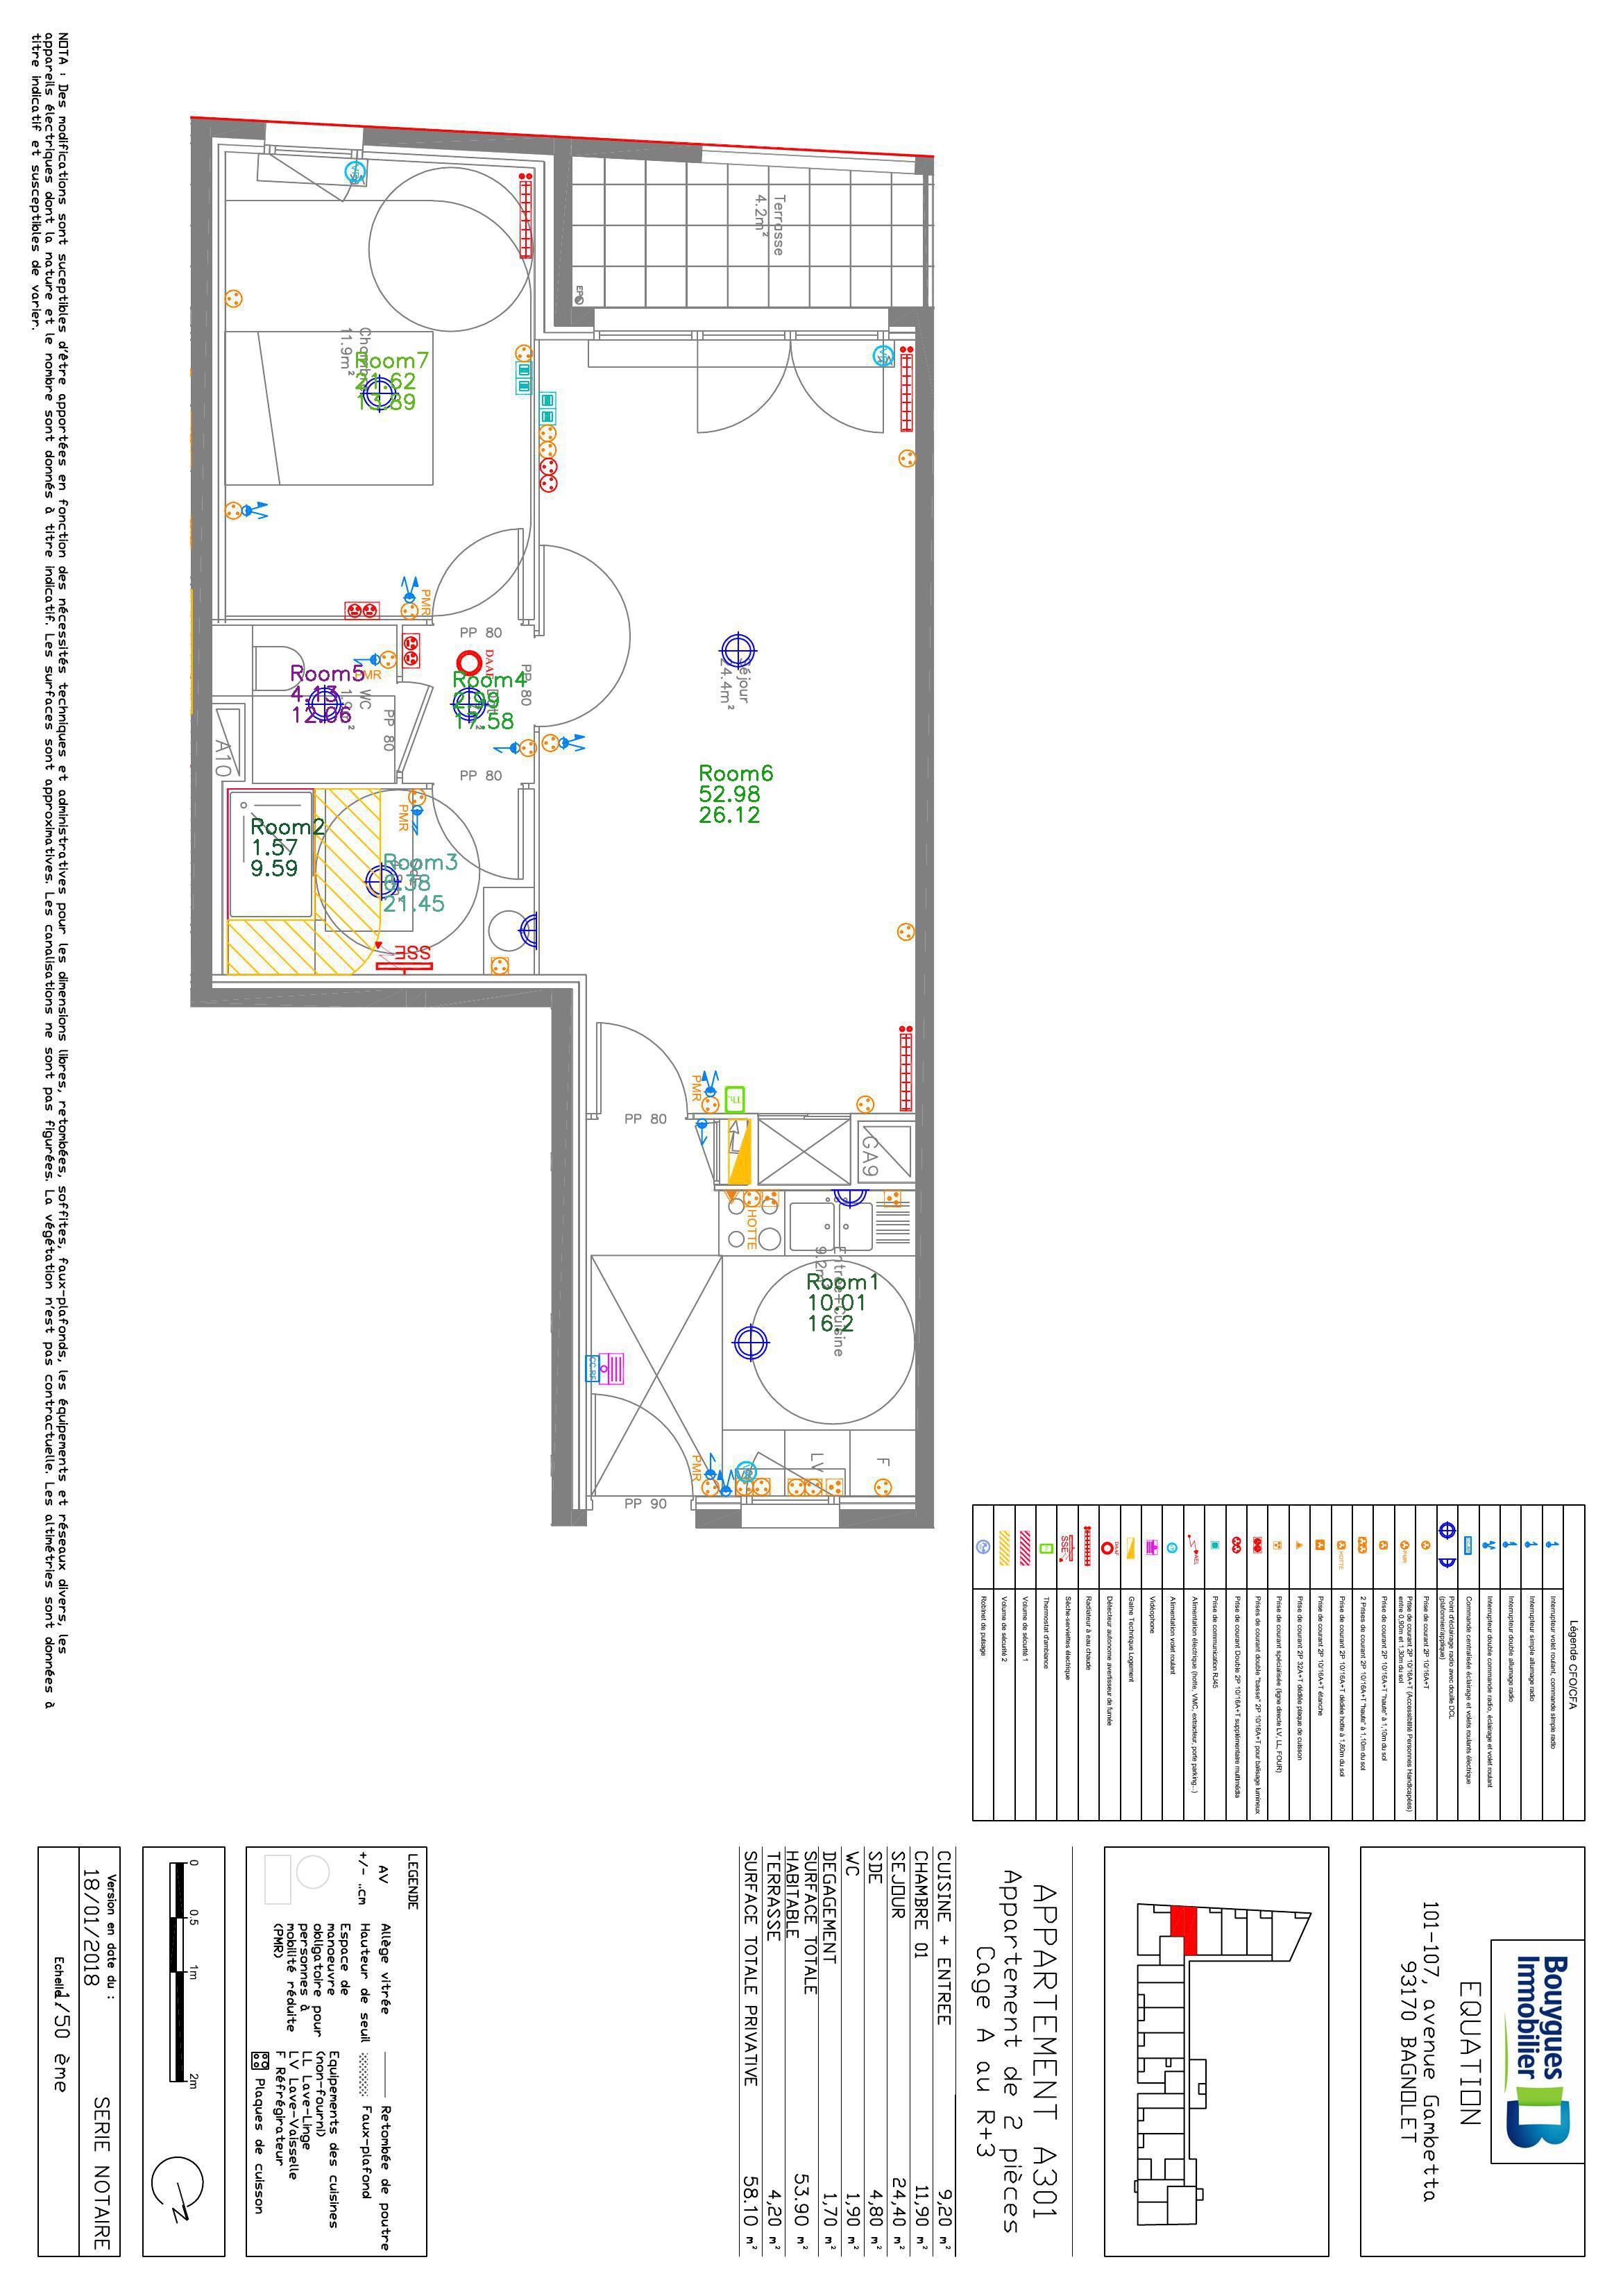 NOTA : Des modifications sont suceptibles d'être apportées en fonction des nécessités techniques et administratives pour les dimensions libres, retombées, soffites, faux-plafonds, les équipements et réseaux divers, les
appareils électriques dont la nature et le nombre sont donnés à titre indicatif. Les surfaces sont approximatives. Les canalisations ne sont pas figurées. La végétation n'est pas contractuelle. Les altimétries sont données à
titre indicatif et susceptibles de varier.
Terrasse
4.2m²
EP
11.9m²
Room7
21.62
13.89
PMR
PP 80
DAAF
PP 80
Room5
4.13
12.06
PMR
WC
PP 80
Room4
2.99
17.58
PP 80
A10
Séjour
24.4m²
Room6
52.98
26.12
PMR
Room2
1.57
9.59
Room3
6.38
21.45
SSE
PMR
PP 80
GA9
HOTTE
Entrée+Cuisine
9.2m²
Room1
10.01
16.2
PMR
LV
F
PP 90
Légende CFO/CFA
Interrupteur volet roulant, commande simple radio
Interrupteur simple allumage radio
Interrupteur double allumage radio
Interrupteur double commande radio, éclairage et volet roulant
Commande centralisée éclairage et volets roulants électrique
Point d'éclairage radio avec douille DCL
(plafonnier/applique)
Prise de courant 2P 10/16A+T
PMR
Prise de courant 2P 10/16A+T (Accessibilité Personnes Handicapées)
entre 0,90m et 1,30m du sol
Prise de courant 2P 10/16A+T "haute" à 1,10m du sol
2 Prises de courant 2P 10/16A+T "haute" à 1,10m du sol
HOTTE
Prise de courant 2P 10/16A+T dédiée hotte à 1,80m du sol
Prise de courant 2P 10/16A+T étanche
Prise de courant 2P 32A+T dédiée plaque de cuisson
Prise de courant spécialisée (ligne directe LV, LL, FOUR)
Prises de courant double "basse" 2P 10/16A+T pour balisage lumineux
Prise de courant Double 2P 10/16A+T supplémentaire multimédia
Prise de communication RJ45
Alimentation électrique (hotte, VMC, extracteur, porte parking...)
Alimentation volet roulant
Vidéophone
Gaine Technique Logement
DAAF
Détecteur autonome avertisseur de fumée
Radiateur à eau chaude
SSE
Sèche-serviettes électrique
Thermostat d'ambiance
Volume de sécurité 1
Volume de sécurité 2
Robinet de puisage
Bouygues
Immobilier
EQUATION
101-107, avenue Gambetta
93170 BAGNOLET
APPARTEMENT A301
Appartement de 2 pièces
Cage A au R+3
CUISINE + ENTREE 9,20 m²
CHAMBRE 01 11,90 m²
SEJOUR 24,40 m²
SDE 4,80 m²
WC 1,90 m²
DEGAGEMENT 1,70 m²
SURFACE TOTALE
HABITABLE 53.90 m²
TERRASSE 4,20 m²
SURFACE TOTALE PRIVATIVE 58.10 m²
LEGENDE
AV Allège vitrée
+/- ..cm Hauteur de seuil
Espace de
manoeuvre
obligatoire pour
personnes à
mobilité réduite
(PMR)
Retombée de poutre
Faux-plafond
Equipements des cuisines
(non-fourni)
LL Lave-Linge
LV Lave-Vaisselle
F Réfrigérateur
Plaques de cuisson
0 0.5 1m 2m
Version en date du :
18/01/2018
SERIE NOTAIRE
Echelle 1/50 ème